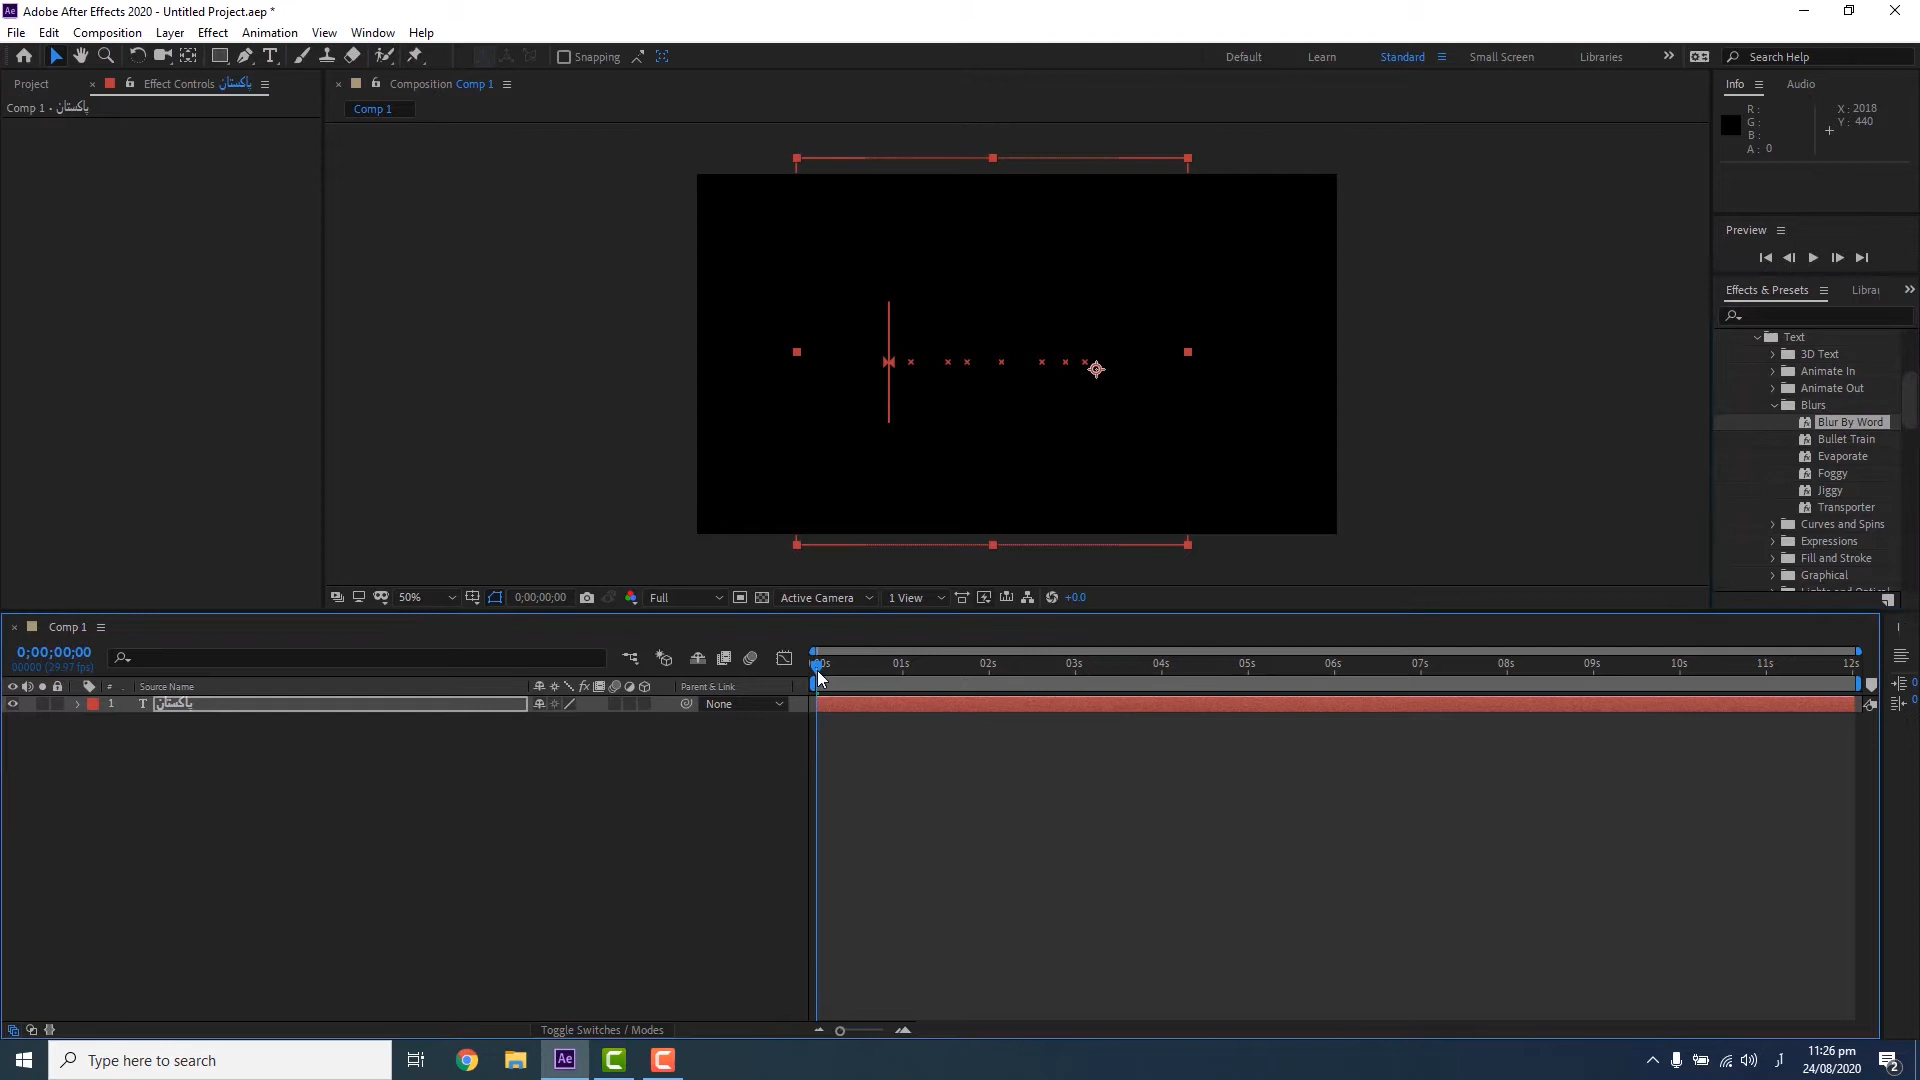 Adobe After Effects 2020 - Untitled Project.aep *
File Edit Composition Layer Effect Animation View Window Help
Snapping
Default Learn Standard Small Screen Libraries
Search Help
Project
Effect Controls پاکستان
Comp 1 • پاکستان
Composition Comp 1
Comp 1
Info Audio
R :
G :
B :
A : 0
X : 2018
Y : 440
Preview
Effects & Presets
Text
3D Text
Animate In
Animate Out
Blurs
Blur By Word
Bullet Train
Evaporate
Foggy
Jiggy
Transporter
Curves and Spins
Expressions
Fill and Stroke
Graphical
50% 0;00;00;00 Full Active Camera 1 View +0.0
Comp 1
0;00;00;00
00000 (29.97 fps)
01s 02s 03s 04s 05s 06s 07s 08s 09s 10s 11s 12s
# Source Name Parent & Link
1 T پاکستان None
Toggle Switches / Modes
Type here to search
11:26 pm
24/08/2020
2